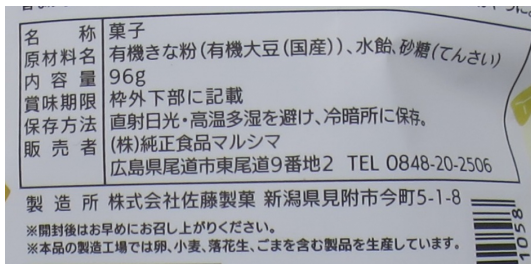 名称 菓子
原材料名 有機きな粉(有機大豆(国産))、水飴、砂糖(てんさい)
内容量 96g
賞味期限 枠外下部に記載
保存方法 直射日光・高温多湿を避け、冷暗所に保存。
販売者 (株)純正食品マルシマ
広島県尾道市東尾道9番地2 TEL 0848-20-2506
製造所 株式会社佐藤製菓 新潟県見附市今町5-1-8
※開封後はお早めにお召し上がりください。
※本品の製造工場では卵、小麦、落花生、ごまを含む製品を生産しています。
1058